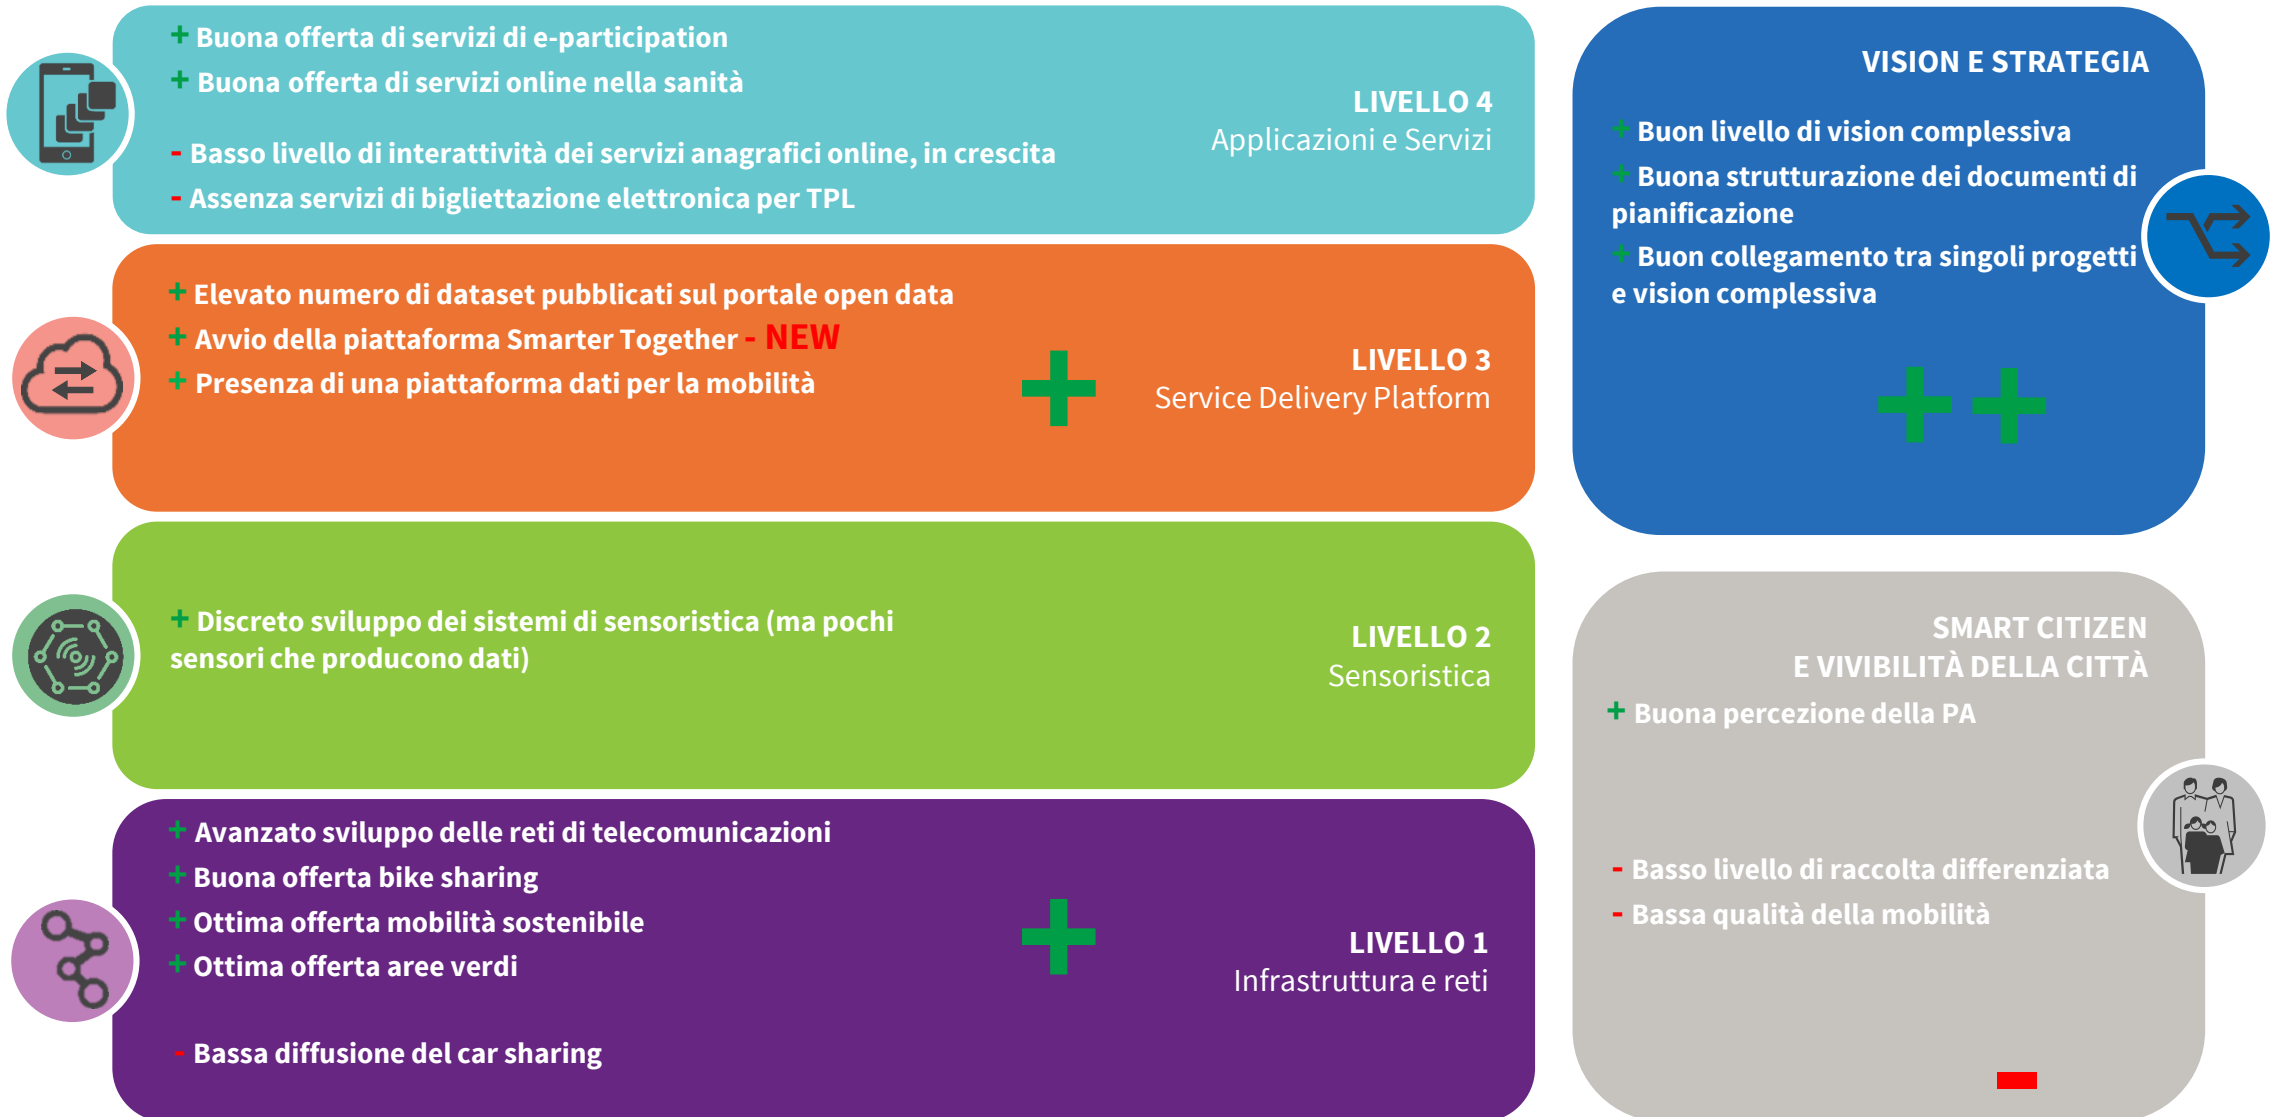 + Buona offerta di servizi di e-participation
+ Buona offerta di servizi online nella sanità
- Basso livello di interattività dei servizi anagrafici online, in crescita
- Assenza servizi di bigliettazione elettronica per TPL
LIVELLO 4
Applicazioni e Servizi
+ Elevato numero di dataset pubblicati sul portale open data
+ Avvio della piattaforma Smarter Together - NEW
+ Presenza di una piattaforma dati per la mobilità
+
LIVELLO 3
Service Delivery Platform
+ Discreto sviluppo dei sistemi di sensoristica (ma pochi
sensori che producono dati)
LIVELLO 2
Sensoristica
+ Avanzato sviluppo delle reti di telecomunicazioni
+ Buona offerta bike sharing
+ Ottima offerta mobilità sostenibile
+ Ottima offerta aree verdi
- Bassa diffusione del car sharing
+
LIVELLO 1
Infrastruttura e reti
VISION E STRATEGIA
+ Buon livello di vision complessiva
+ Buona strutturazione dei documenti di
pianificazione
+ Buon collegamento tra singoli progetti
e vision complessiva
++
SMART CITIZEN
E VIVIBILITÀ DELLA CITTÀ
+ Buona percezione della PA
- Basso livello di raccolta differenziata
- Bassa qualità della mobilità
-